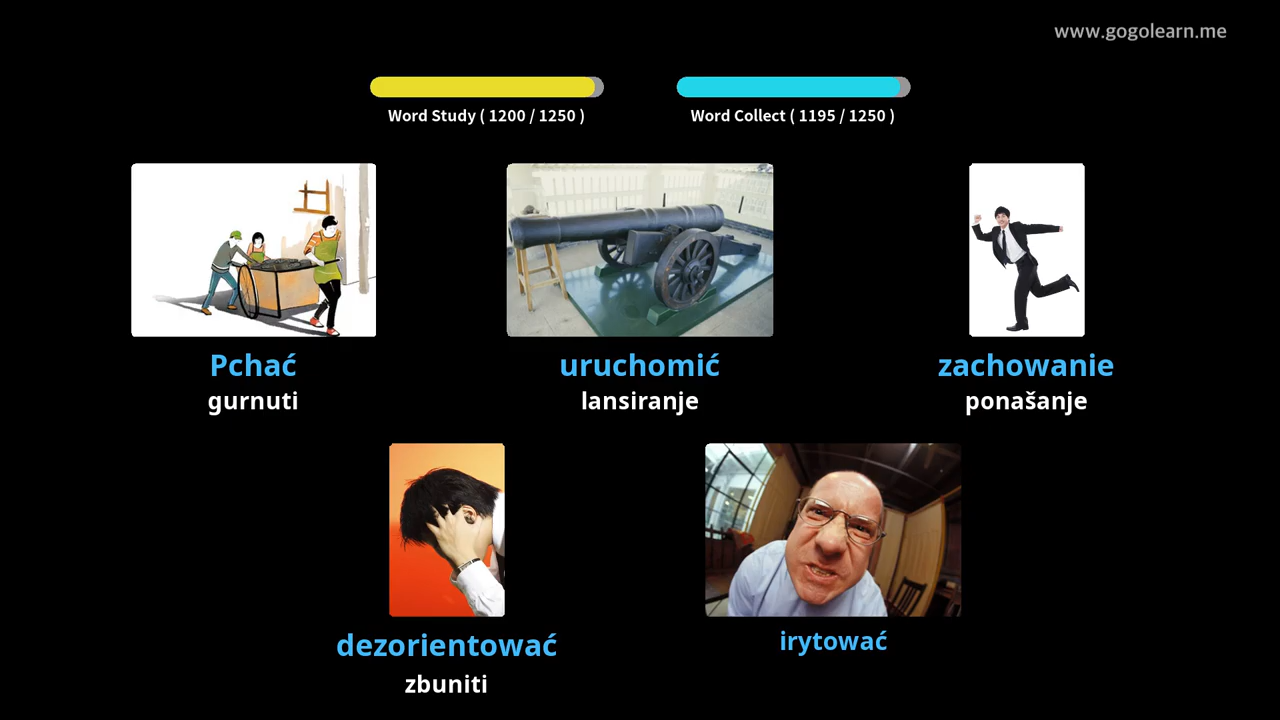 www.gogolearn.me
Word Study ( 1200 / 1250 )
Word Collect ( 1195 / 1250 )
Pchać
gurnuti
uruchomić
lansiranje
zachowanie
ponašanje
dezorientować
zbuniti
irytować